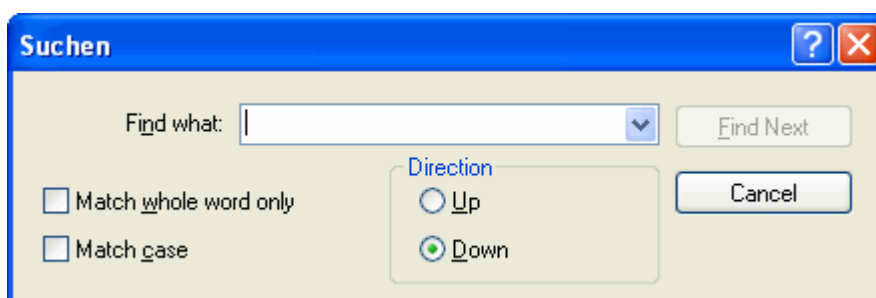 Suchen
Find what:
Find Next
Direction
Cancel
Match whole word only
Up
Match case
Down